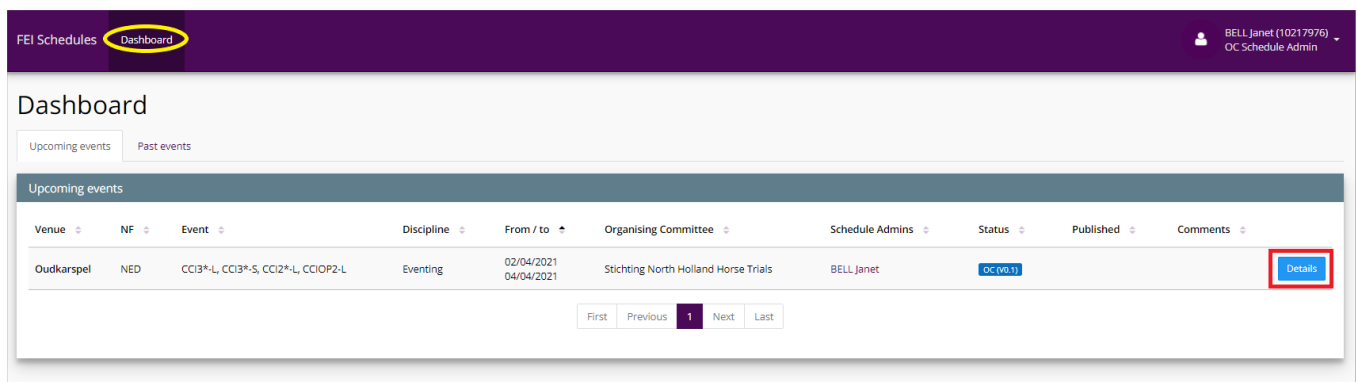 FEI Schedules Dashboard BELL Janet (10217976)
OC Schedule Admin
Dashboard
Upcoming events Past events
Upcoming events
Venue NF Event Discipline From / to Organising Committee Schedule Admins Status Published Comments
Oudkarspel NED CCI3*-L, CCI3*-S, CCI2*-L, CCIOP2-L Eventing 02/04/2021 Stichting North Holland Horse Trials BELL Janet OC (V0.1) Details
04/04/2021
First Previous 1 Next Last